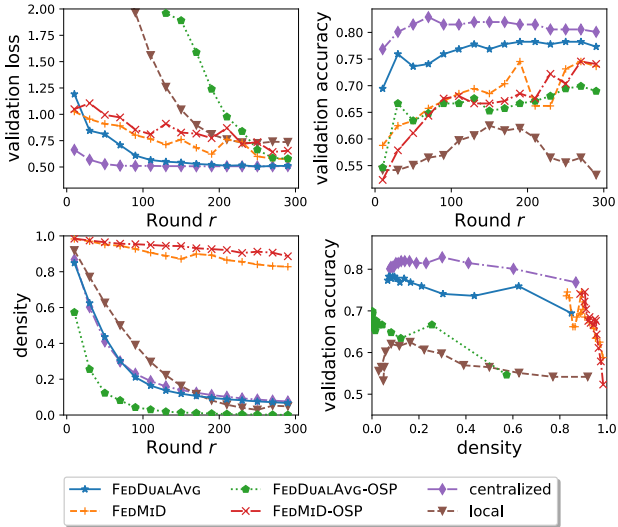 2.00
1.75
1.50
1.25
1.00
0.75
0.50
validation loss
0 100 200 300
Round r
0.80
0.75
0.70
0.65
0.60
0.55
validation accuracy
0 100 200 300
Round r
1.0
0.8
0.6
0.4
0.2
0.0
density
0 100 200 300
Round r
0.8
0.7
0.6
0.5
validation accuracy
0.0 0.2 0.4 0.6 0.8 1.0
density
FedDualAvg FedDualAvg-OSP centralized
FedMiD FedMiD-OSP local